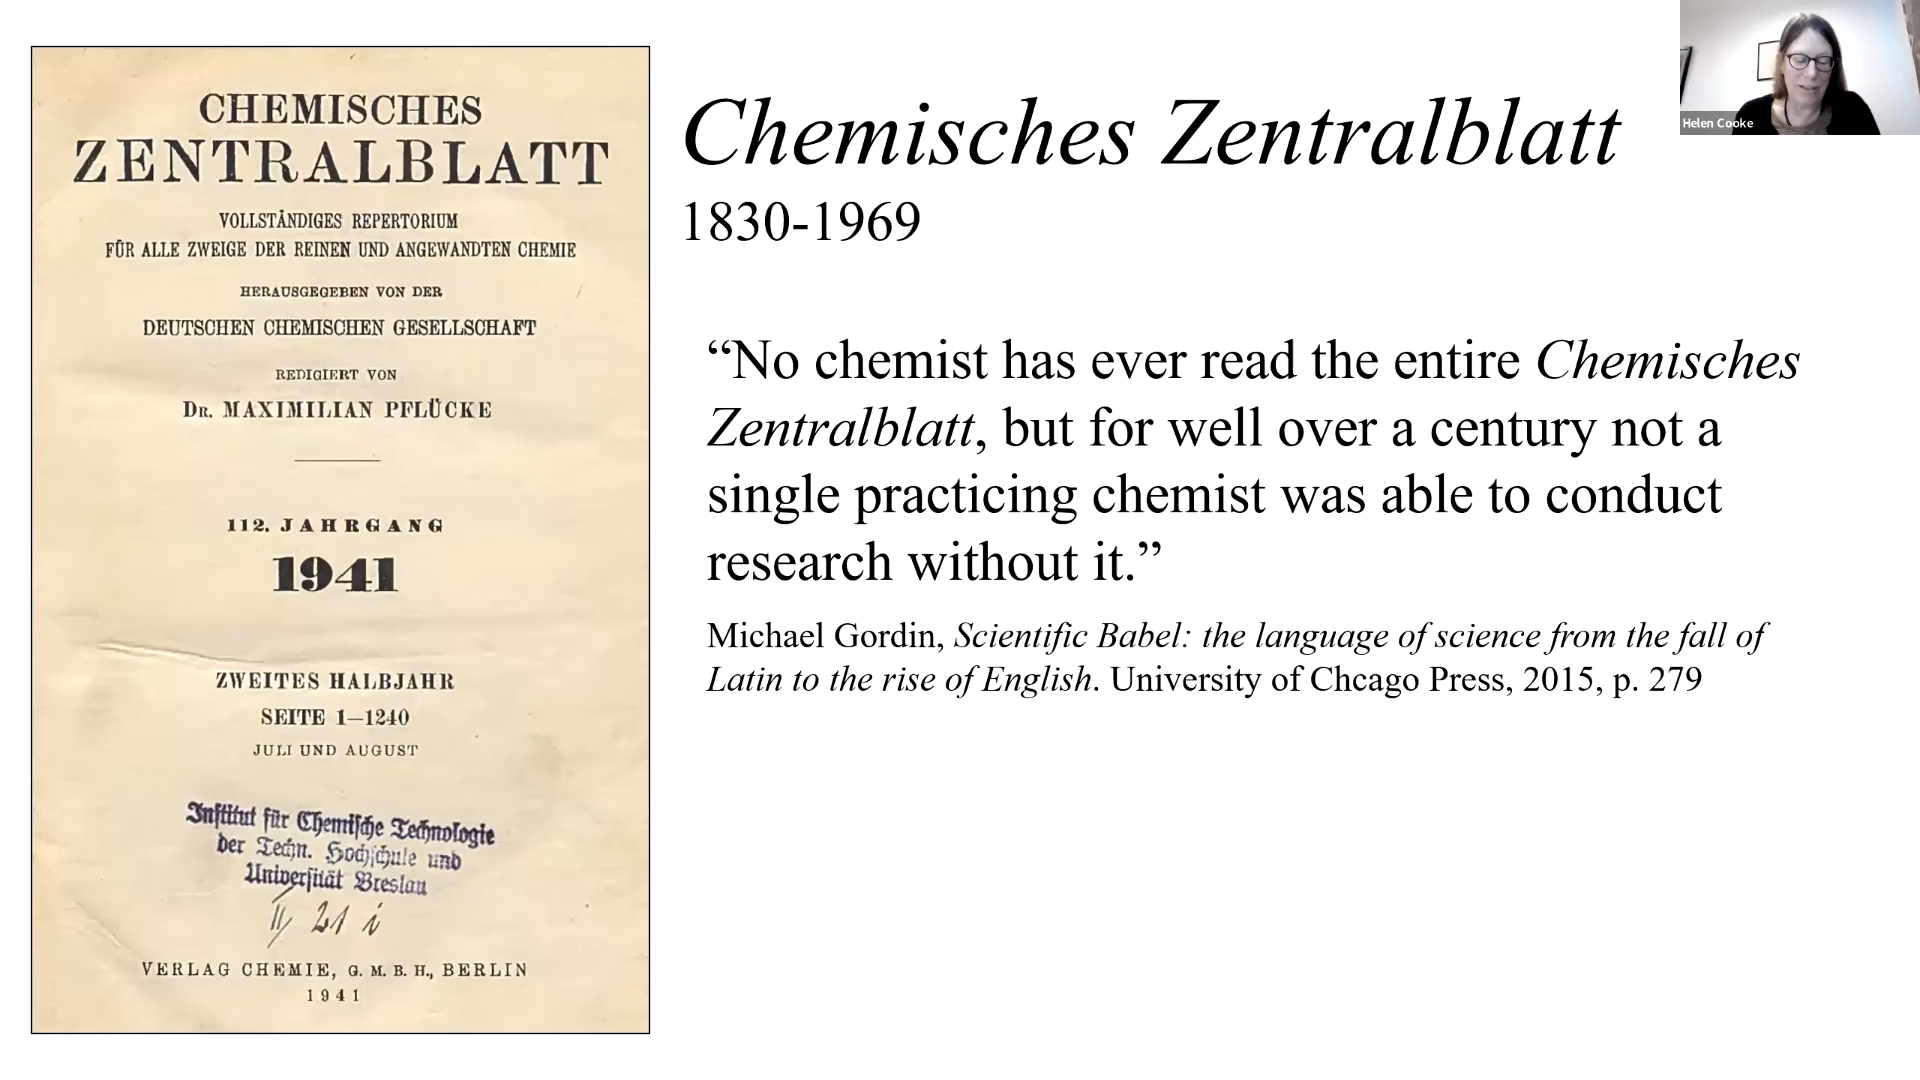 CHEMISCHES
ZENTRALBLATT
VOLLSTÄNDIGES REPERTORIUM
FÜR ALLE ZWEIGE DER REINEN UND ANGEWANDTEN CHEMIE
HERAUSGEGEBEN VON DER
DEUTSCHEN CHEMISCHEN GESELLSCHAFT
REDIGIERT VON
DR. MAXIMILIAN PFLÜCKE
112. JAHRGANG
1941
ZWEITES HALBJAHR
SEITE 1—1240
JULI UND AUGUST
Institut für Chemische Technologie
der Techn. Hochschule und
Universität Breslau
II/ 21 i
VERLAG CHEMIE, G. M. B. H., BERLIN
1941
Chemisches Zentralblatt
1830-1969
“No chemist has ever read the entire Chemisches
Zentralblatt, but for well over a century not a
single practicing chemist was able to conduct
research without it.”
Michael Gordin, Scientific Babel: the language of science from the fall of
Latin to the rise of English. University of Chcago Press, 2015, p. 279
Helen Cooke